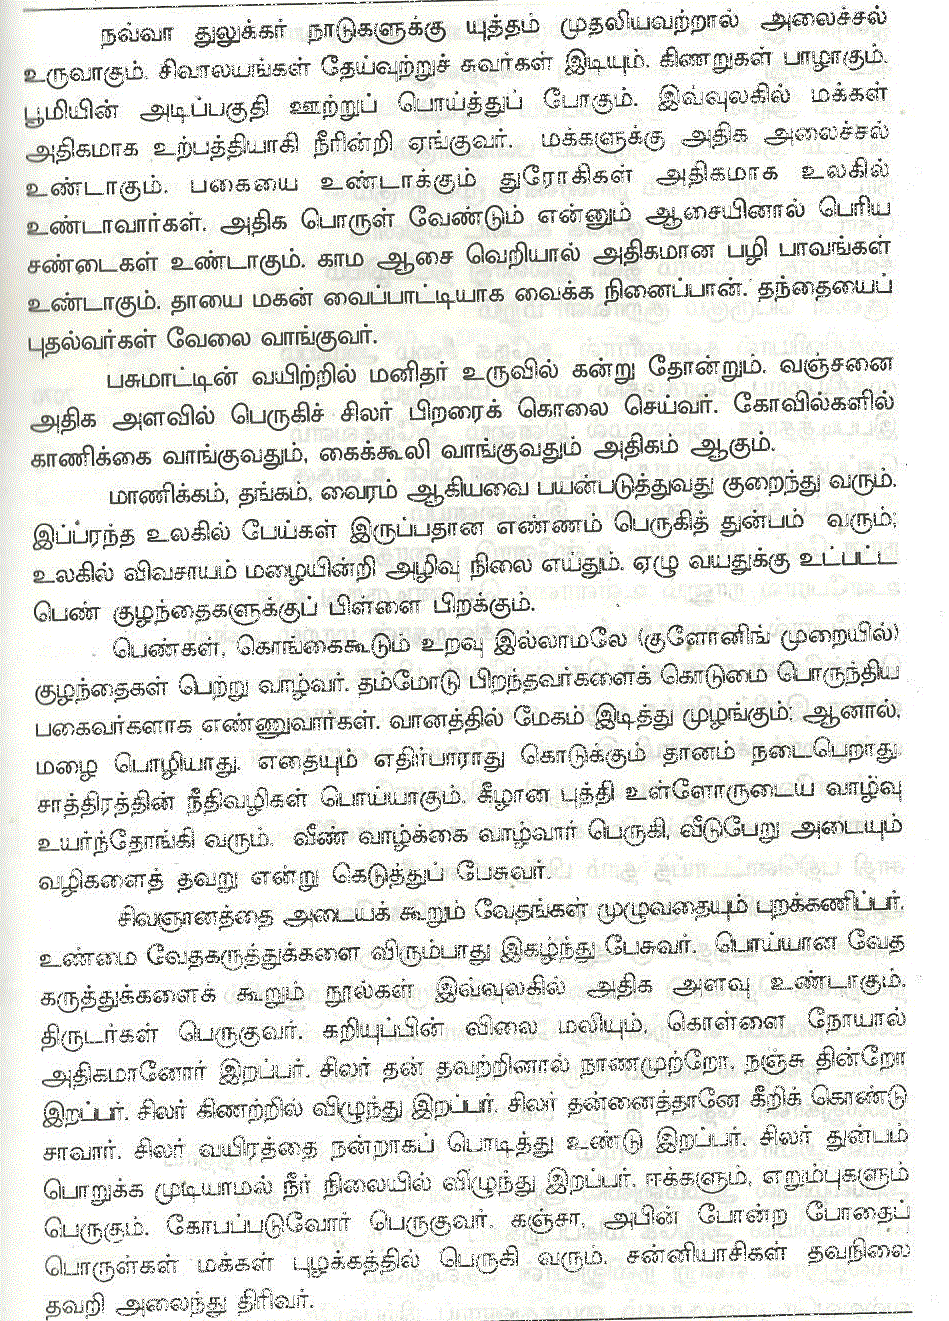 நவ்வா துலுக்கர் நாடுகளுக்கு யுத்தம் முதலியவற்றால் அலைச்சல்
உருவாகும். சிவாலயங்கள் தேய்வுற்றுச் சுவர்கள் இடியும். கிணறுகள் பாழாகும்.
பூமியின் அடிப்பகுதி ஊற்றுப் பொய்த்துப் போகும். இவ்வுலகில் மக்கள்
அதிகமாக உற்பத்தியாகி நீரின்றி ஏங்குவர். மக்களுக்கு அதிக அலைச்சல்
உண்டாகும். பகையை உண்டாக்கும் துரோகிகள் அதிகமாக உலகில்
உண்டாவார்கள். அதிக பொருள் வேண்டும் என்னும் ஆசையினால் பெரிய
சண்டைகள் உண்டாகும். காம ஆசை வெறியால் அதிகமான பழி பாவங்கள்
உண்டாகும். தாயை மகன் வைப்பாட்டியாக வைக்க நினைப்பான். தந்தையைப்
புதல்வர்கள் வேலை வாங்குவர்.
பசுமாட்டின் வயிற்றில் மனிதர் உருவில் கன்று தோன்றும். வஞ்சனை
அதிக அளவில் பெருகிச் சிலர் பிறரைக் கொலை செய்வர். கோவில்களில்
காணிக்கை வாங்குவதும், கைக்கூலி வாங்குவதும் அதிகம் ஆகும்.
மாணிக்கம், தங்கம், வைரம் ஆகியவை பயன்படுத்துவது குறைந்து வரும்.
இப்ப்ரந்த உலகில் பேய்கள் இருப்பதான எண்ணம் பெருகித் துன்பம் வரும்;
உலகில் விவசாயம் மழையின்றி அழிவு நிலை எய்தும். ஏழு வயதுக்கு உட்பட்ட
பெண் குழந்தைகளுக்குப் பிள்ளை பிறக்கும்.
பெண்கள், கொங்கைகூடும் உறவு இல்லாமலே (குளோனிங் முறையில்)
குழந்தைகள் பெற்று வாழ்வர். தம்மோடு பிறந்தவர்களைக் கொடுமை பொருந்திய
பகைவர்களாக எண்ணுவார்கள். வானத்தில் மேகம் இடித்து முழங்கும்; ஆனால்,
மழை பொழியாது. எதையும் எதிர்பாராது கொடுக்கும் தானம் நடைபெறாது.
சாத்திரத்தின் நீதிவழிகள் பொய்யாகும். கீழான புத்தி உள்ளோருடைய வாழ்வு
உயர்ந்தோங்கி வரும். வீண் வாழ்க்கை வாழ்வார் பெருகி, வீடுபேறு அடையும்
வழிகளைத் தவறு என்று கெடுத்துப் பேசுவர்.
சிவஞானத்தை அடையக் கூறும் வேதங்கள் முழுவதையும் புறக்கணிப்பர்.
உண்மை வேதகருத்துக்களை விரும்பாது இகழ்ந்து பேசுவர். பொய்யான வேத
கருத்துக்களைக் கூறும் நூல்கள் இவ்வுலகில் அதிக அளவு உண்டாகும்.
திருடர்கள் பெருகுவர். கறியுப்பின் விலை மலியும். கொள்ளை நோயால்
அதிகமானோர் இறப்பர். சிலர் தன் தவற்றினால் நாணமுற்றோ, நஞ்சு தின்றோ
இறப்பர். சிலர் கிணற்றில் விழுந்து இறப்பர். சிலர் தன்னைத்தானே கீறிக் கொண்டு
சாவார். சிலர் வயிரத்தை நன்றாகப் பொடித்து உண்டு இறப்பர். சிலர் துன்பம்
பொறுக்க முடியாமல் நீர் நிலையில் விழுந்து இறப்பர். ஈக்களும், எறும்புகளும்
பெருகும். கோபப்படுவோர் பெருகுவர். கஞ்சா, அபின் போன்ற போதைப்
பொருள்கள் மக்கள் புழக்கத்தில் பெருகி வரும். சன்னியாசிகள் தவநிலை
தவறி அலைந்து திரிவர்.